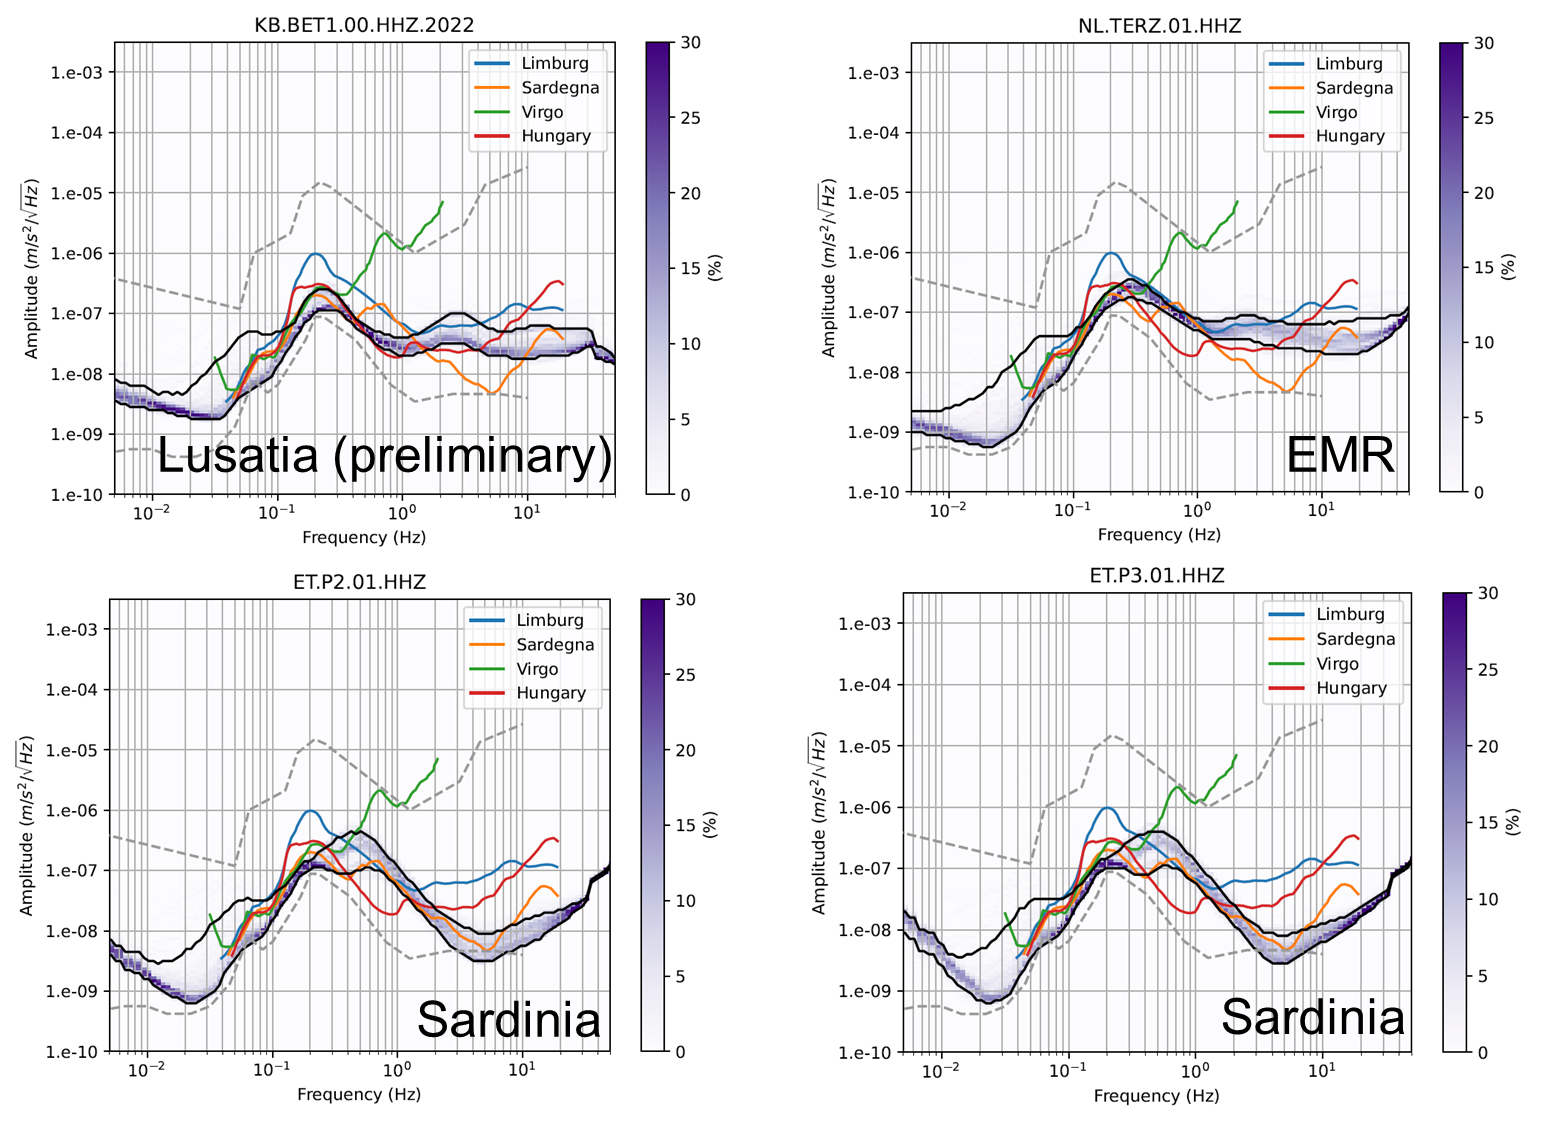 KB.BET1.00.HHZ.2022
1.e-03
1.e-04
1.e-05
1.e-06
1.e-07
1.e-08
1.e-09
1.e-10
Amplitude (m/s²/√Hz)
Limburg
Sardegna
Virgo
Hungary
Lusatia (preliminary)
10⁻² 10⁻¹ 10⁰ 10¹
Frequency (Hz)
30
25
20
15
10
5
0
(%)
NL.TERZ.01.HHZ
1.e-03
1.e-04
1.e-05
1.e-06
1.e-07
1.e-08
1.e-09
1.e-10
Amplitude (m/s²/√Hz)
Limburg
Sardegna
Virgo
Hungary
EMR
10⁻² 10⁻¹ 10⁰ 10¹
Frequency (Hz)
30
25
20
15
10
5
0
(%)
ET.P2.01.HHZ
1.e-03
1.e-04
1.e-05
1.e-06
1.e-07
1.e-08
1.e-09
1.e-10
Amplitude (m/s²/√Hz)
Limburg
Sardegna
Virgo
Hungary
Sardinia
10⁻² 10⁻¹ 10⁰ 10¹
Frequency (Hz)
30
25
20
15
10
5
0
(%)
ET.P3.01.HHZ
1.e-03
1.e-04
1.e-05
1.e-06
1.e-07
1.e-08
1.e-09
1.e-10
Amplitude (m/s²/√Hz)
Limburg
Sardegna
Virgo
Hungary
Sardinia
10⁻² 10⁻¹ 10⁰ 10¹
Frequency (Hz)
30
25
20
15
10
5
0
(%)